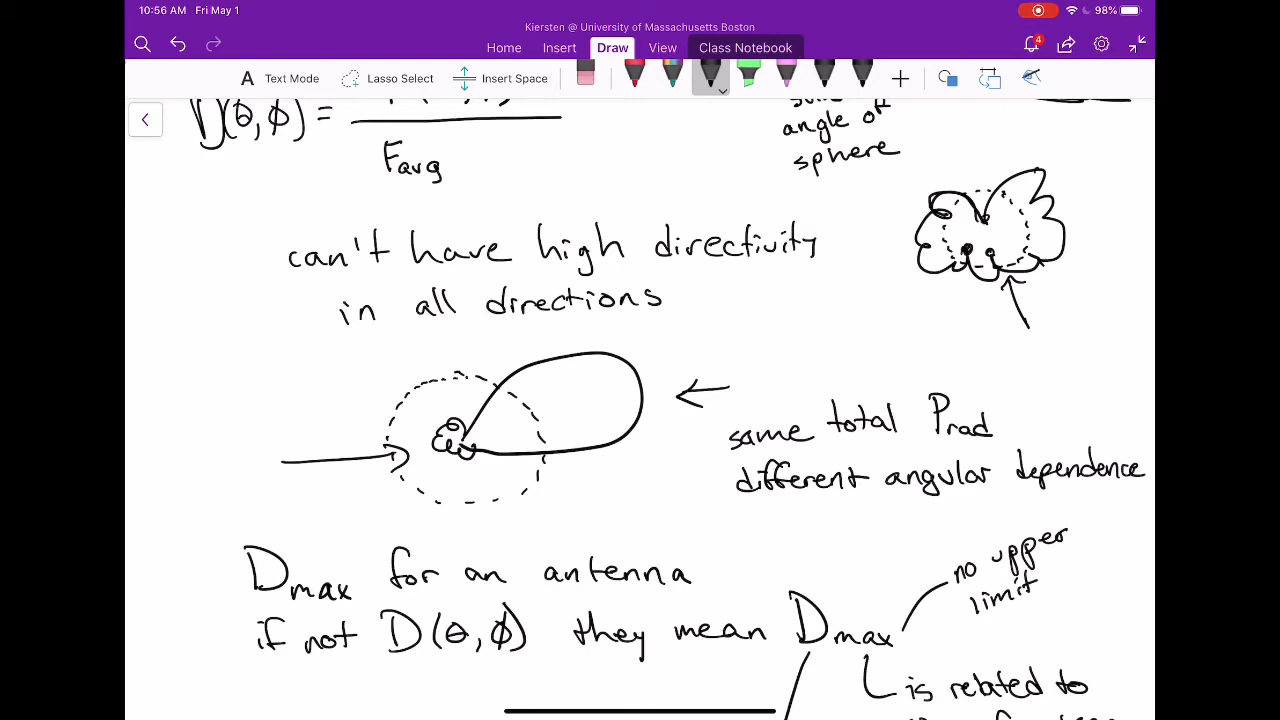 10:56 AM Fri May 1
98%
Kiersten @ University of Massachusetts Boston
Home Insert Draw View Class Notebook
4
Text Mode Lasso Select Insert Space
D(θ,φ) =
Favg
angle of
sphere
can't have high directivity
in all directions
same total Prad
different angular dependence
Dmax for an antenna
no upper
limit
if not D(θ,φ) they mean Dmax
is related to